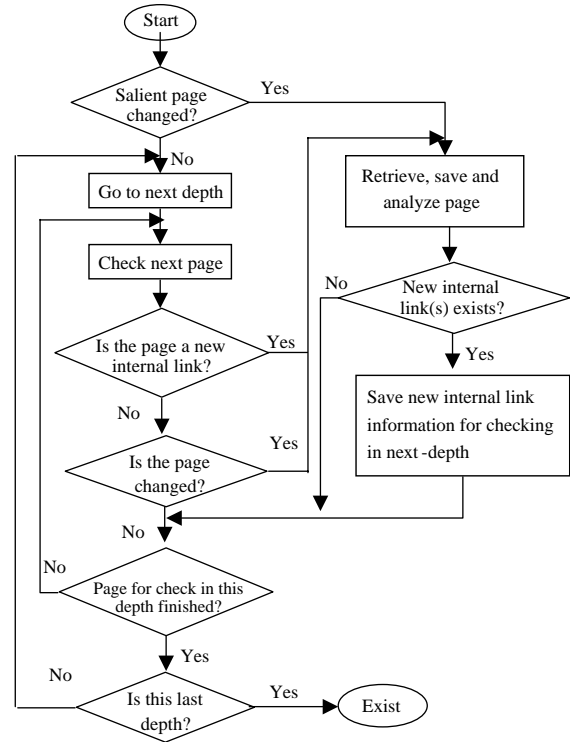 Start
Salient page
changed?
Yes
No
Go to next depth
Retrieve, save and
analyze page
Check next page
No
New internal
link(s) exists?
Is the page a new
internal link?
Yes
Yes
No
Save new internal link
information for checking
in next -depth
Is the page
changed?
Yes
No
No
Page for check in this
depth finished?
Yes
No
Is this last
depth?
Yes
Exist